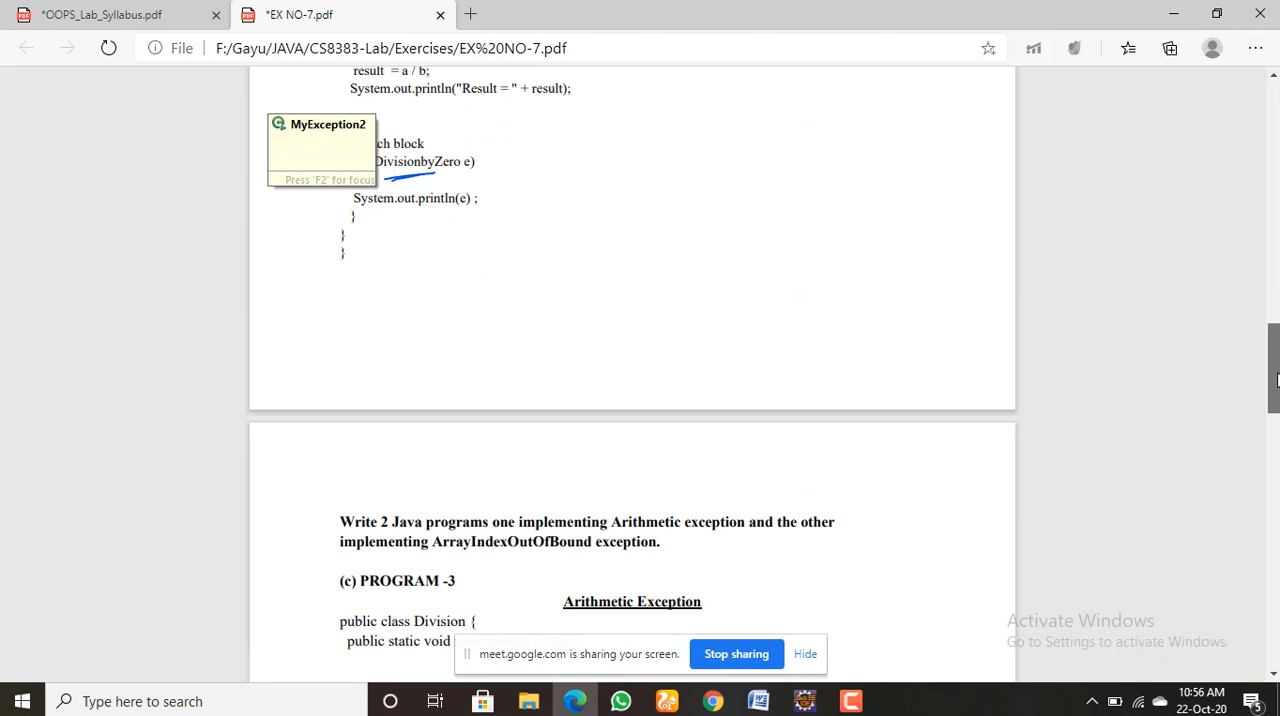 *OOPS_Lab_Syllabus.pdf
*EX NO-7.pdf
File F:/Gayu/JAVA/CS8383-Lab/Exercises/EX%20NO-7.pdf
result = a / b;
System.out.println("Result = " + result);
MyException2
ch block
DivisionbyZero e)
Press 'F2' for focus
System.out.println(e) ;
}
}
}
Write 2 Java programs one implementing Arithmetic exception and the other
implementing ArrayIndexOutOfBound exception.
(c) PROGRAM -3
Arithmetic Exception
public class Division {
public static void
meet.google.com is sharing your screen. Stop sharing Hide
Activate Windows
Go to Settings to activate Windows.
Type here to search
10:56 AM
22-Oct-20
5